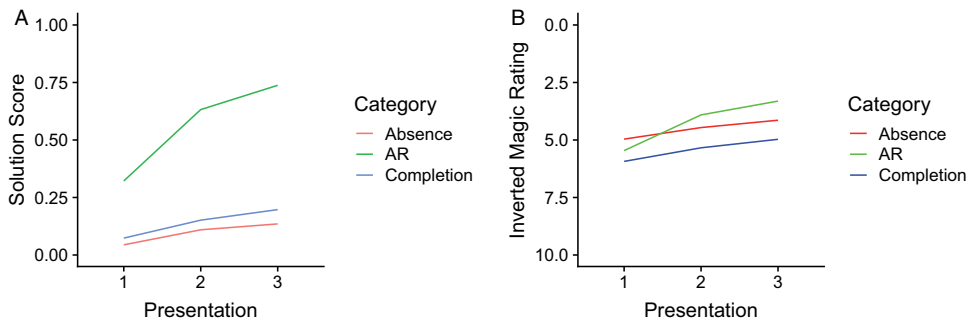 A
1.00
0.75
0.50
0.25
0.00
Solution Score
1 2 3
Presentation
Category
Absence
AR
Completion
B
0.0
2.5
5.0
7.5
10.0
Inverted Magic Rating
1 2 3
Presentation
Category
Absence
AR
Completion